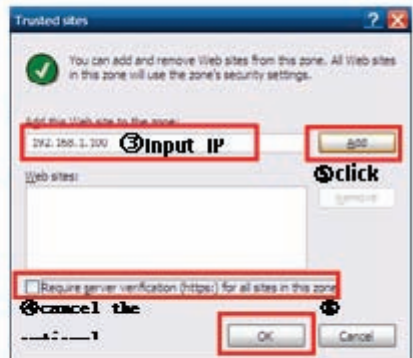 Trusted sites
You can add and remove Web sites from this zone. All Web sites
in this zone will use the zone's security settings.
Add this Web site to the zone:
192.168.1.100 ③Input IP
Add
⑤click
Web sites:
Remove
Require server verification (https:) for all sites in this zone
④cancel the
OK
Cancel